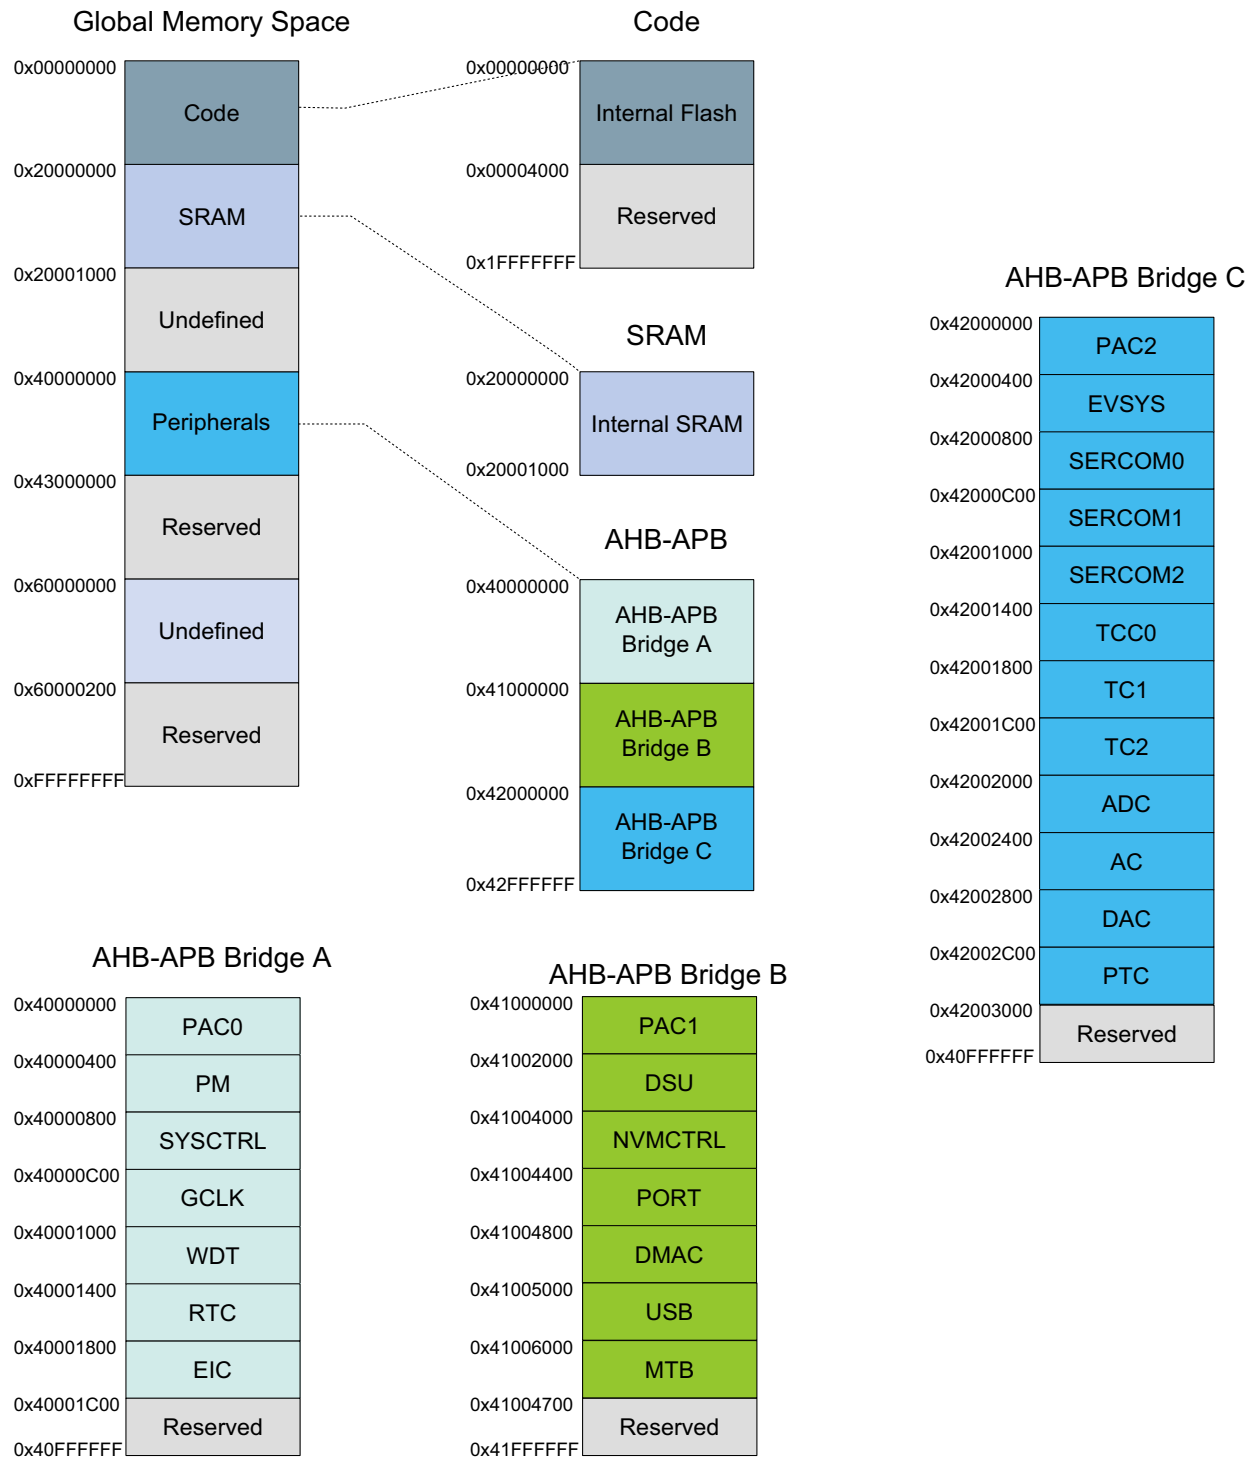 Global Memory Space
0x00000000
Code
0x20000000
SRAM
0x20001000
Undefined
0x40000000
Peripherals
0x43000000
Reserved
0x60000000
Undefined
0x60000200
Reserved
0xFFFFFFFF
Code
0x00000000
Internal Flash
0x00004000
Reserved
0x1FFFFFFF
SRAM
0x20000000
Internal SRAM
0x20001000
AHB-APB
0x40000000
AHB-APB
Bridge A
0x41000000
AHB-APB
Bridge B
0x42000000
AHB-APB
Bridge C
0x42FFFFFF
AHB-APB Bridge A
0x40000000
PAC0
0x40000400
PM
0x40000800
SYSCTRL
0x40000C00
GCLK
0x40001000
WDT
0x40001400
RTC
0x40001800
EIC
0x40001C00
Reserved
0x40FFFFFF
AHB-APB Bridge B
0x41000000
PAC1
0x41002000
DSU
0x41004000
NVMCTRL
0x41004400
PORT
0x41004800
DMAC
0x41005000
USB
0x41006000
MTB
0x41004700
Reserved
0x41FFFFFF
AHB-APB Bridge C
0x42000000
PAC2
0x42000400
EVSYS
0x42000800
SERCOM0
0x42000C00
SERCOM1
0x42001000
SERCOM2
0x42001400
TCC0
0x42001800
TC1
0x42001C00
TC2
0x42002000
ADC
0x42002400
AC
0x42002800
DAC
0x42002C00
PTC
0x42003000
Reserved
0x40FFFFFF